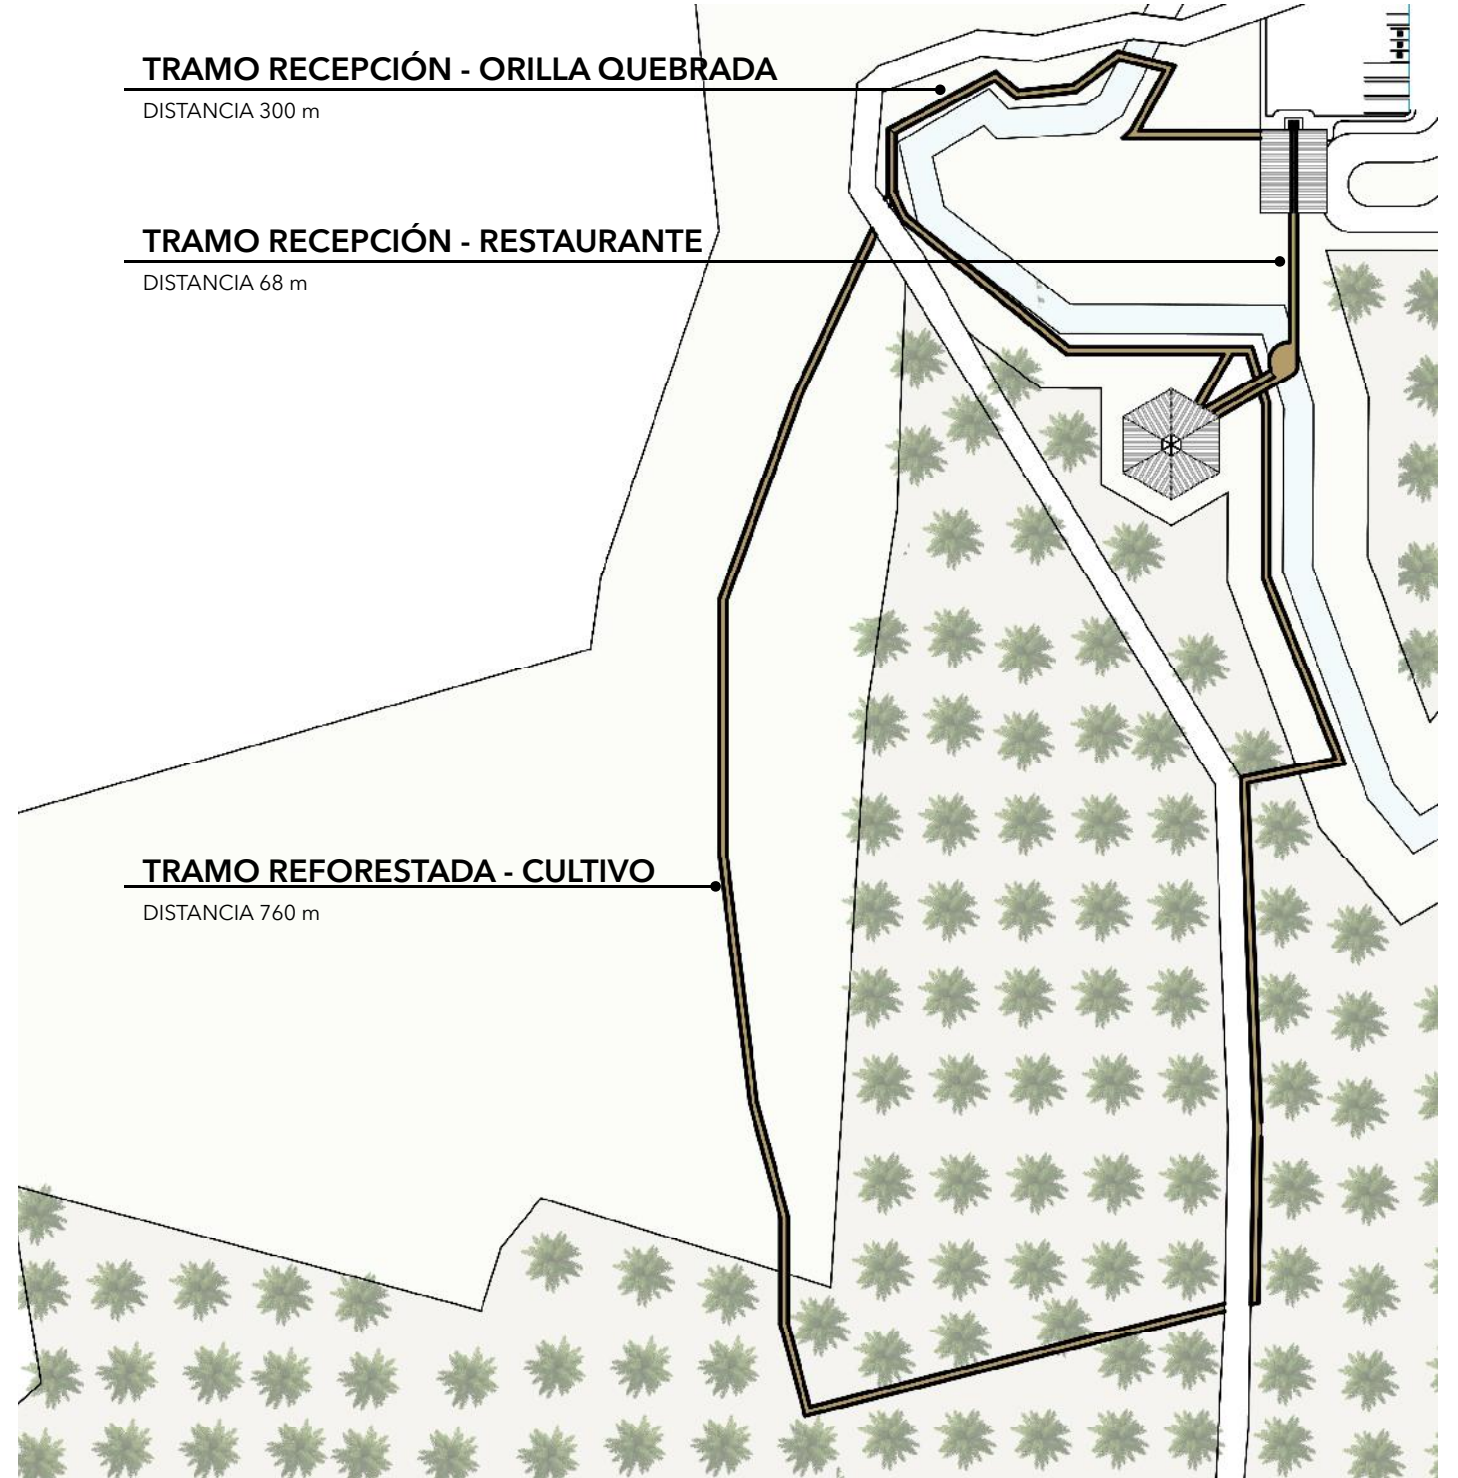 TRAMO RECEPCIÓN - ORILLA QUEBRADA
DISTANCIA 300 m
TRAMO RECEPCIÓN - RESTAURANTE
DISTANCIA 68 m
TRAMO REFORESTADA - CULTIVO
DISTANCIA 760 m